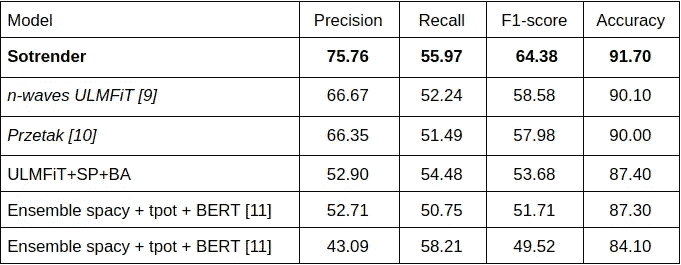 Model Precision Recall F1-score Accuracy
Sotrender 75.76 55.97 64.38 91.70
n-waves ULMFiT [9] 66.67 52.24 58.58 90.10
Przetak [10] 66.35 51.49 57.98 90.00
ULMFiT+SP+BA 52.90 54.48 53.68 87.40
Ensemble spacy + tpot + BERT [11] 52.71 50.75 51.71 87.30
Ensemble spacy + tpot + BERT [11] 43.09 58.21 49.52 84.10